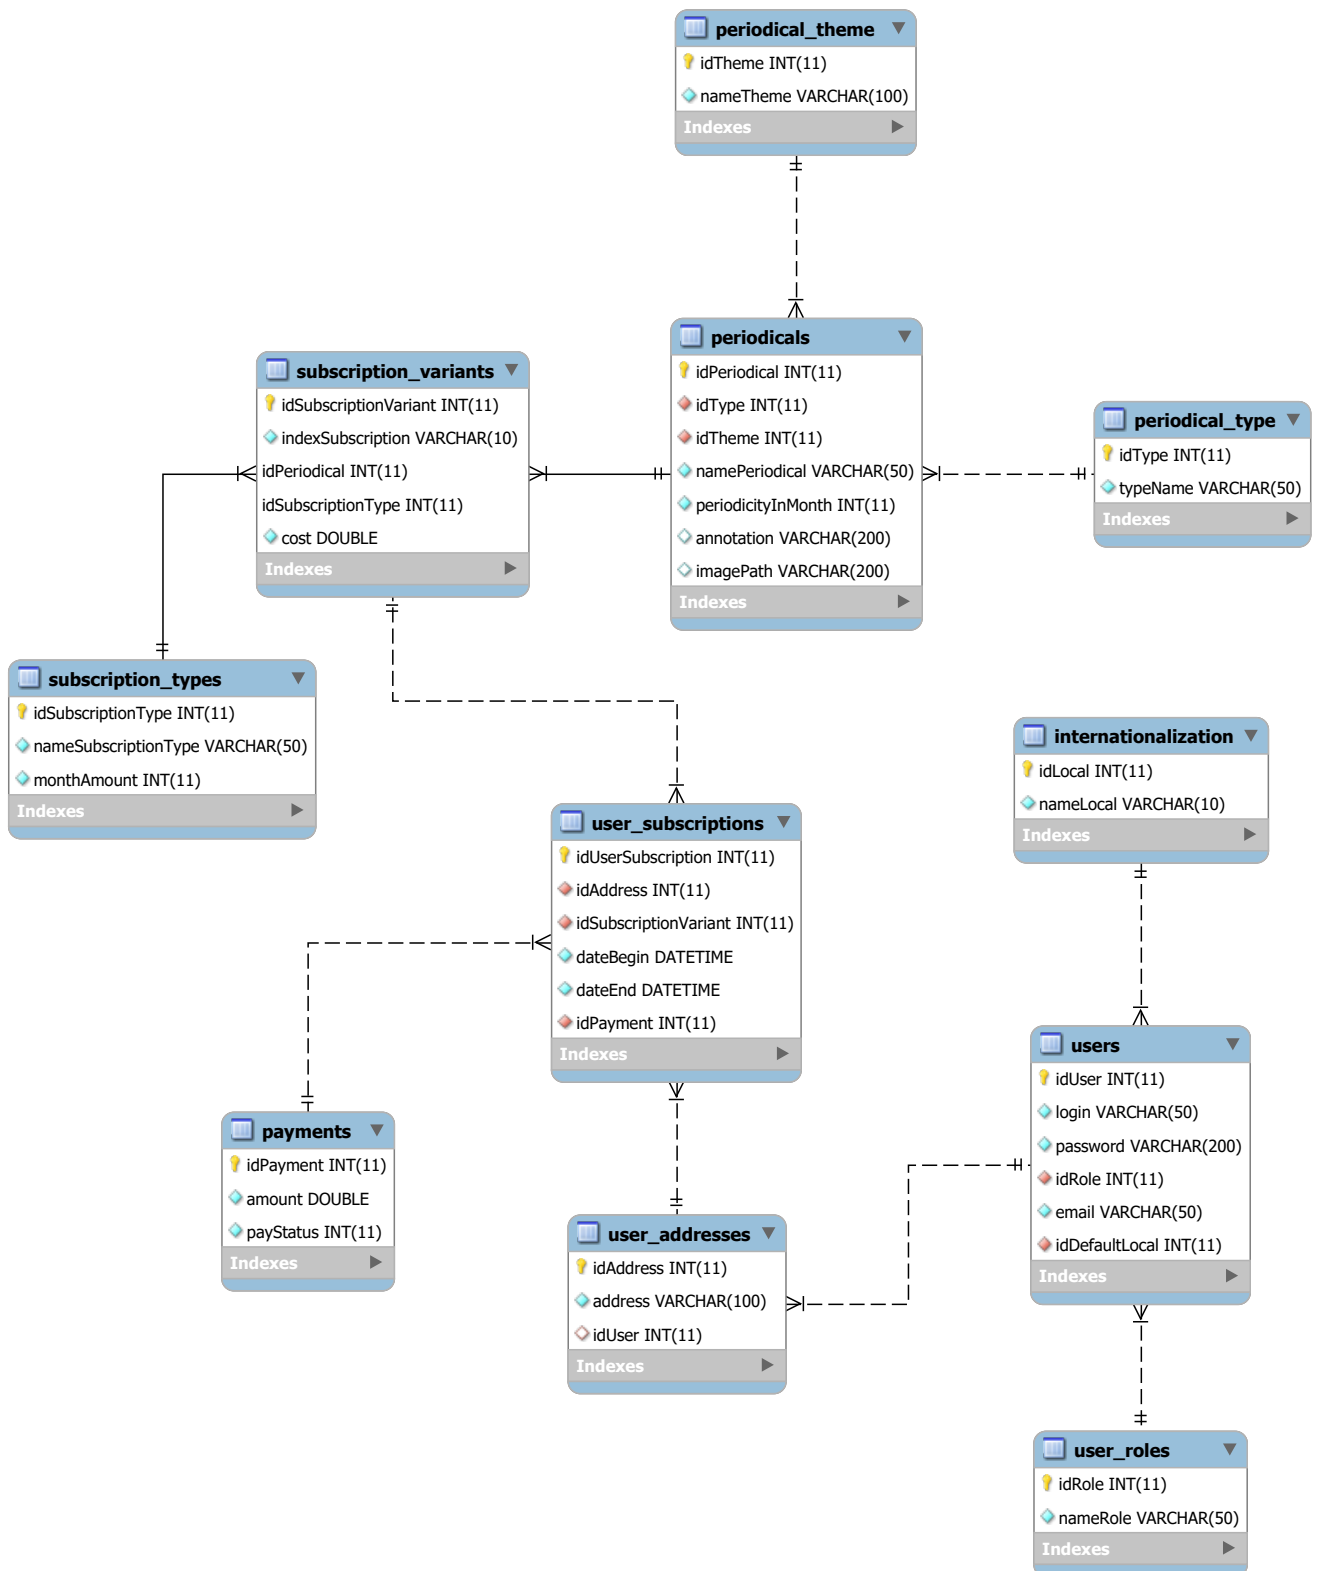 periodical_theme
idTheme INT(11)
nameTheme VARCHAR(100)
Indexes
periodicals
idPeriodical INT(11)
idType INT(11)
idTheme INT(11)
namePeriodical VARCHAR(50)
periodicityInMonth INT(11)
annotation VARCHAR(200)
imagePath VARCHAR(200)
Indexes
subscription_variants
idSubscriptionVariant INT(11)
indexSubscription VARCHAR(10)
idPeriodical INT(11)
idSubscriptionType INT(11)
cost DOUBLE
Indexes
periodical_type
idType INT(11)
typeName VARCHAR(50)
Indexes
subscription_types
idSubscriptionType INT(11)
nameSubscriptionType VARCHAR(50)
monthAmount INT(11)
Indexes
internationalization
idLocal INT(11)
nameLocal VARCHAR(10)
Indexes
user_subscriptions
idUserSubscription INT(11)
idAddress INT(11)
idSubscriptionVariant INT(11)
dateBegin DATETIME
dateEnd DATETIME
idPayment INT(11)
Indexes
users
idUser INT(11)
login VARCHAR(50)
password VARCHAR(200)
idRole INT(11)
email VARCHAR(50)
idDefaultLocal INT(11)
Indexes
payments
idPayment INT(11)
amount DOUBLE
payStatus INT(11)
Indexes
user_addresses
idAddress INT(11)
address VARCHAR(100)
idUser INT(11)
Indexes
user_roles
idRole INT(11)
nameRole VARCHAR(50)
Indexes